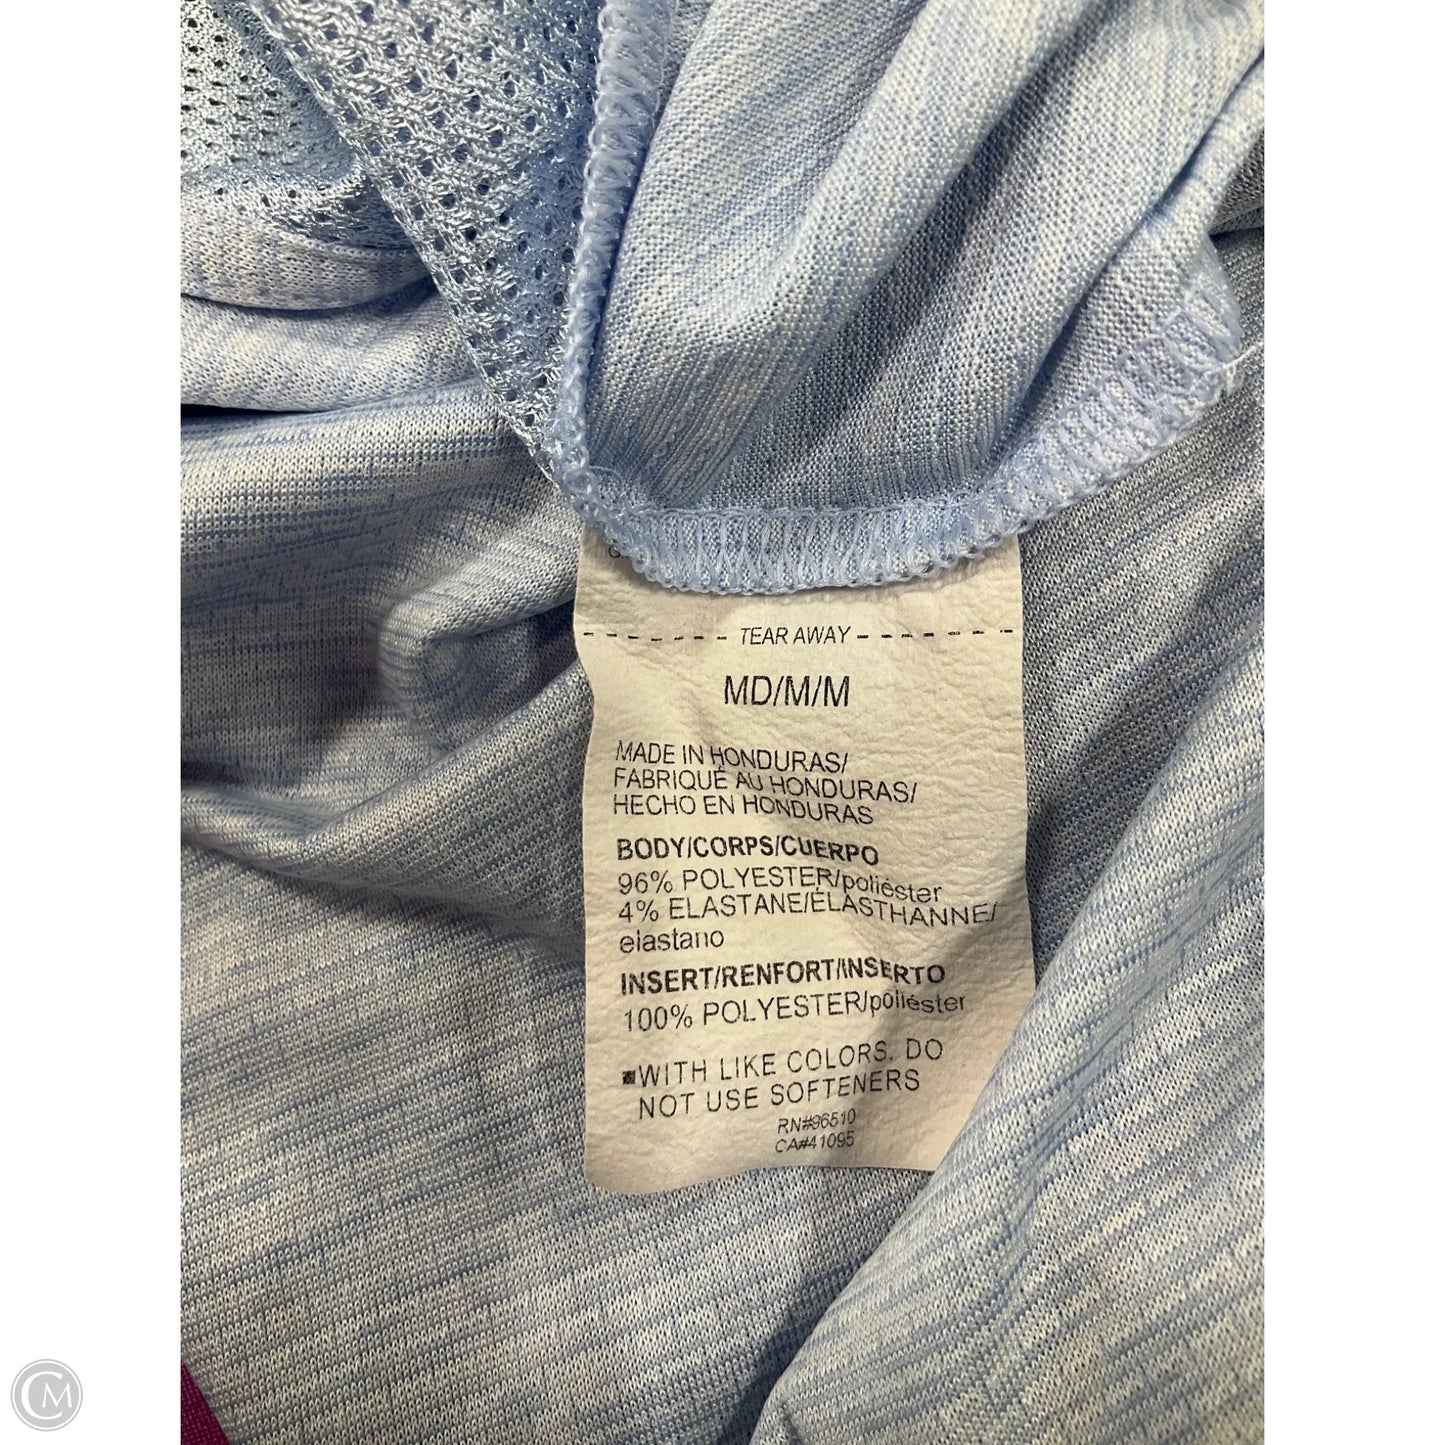 TEAR AWAY
MD/M/M
MADE IN HONDURAS/
FABRIQUÉ AU HONDURAS/
HECHO EN HONDURAS
BODY/CORPS/CUERPO
96% POLYESTER/poliéster
4% ELASTANE/ÉLASTHANNE/
elastano
INSERT/RENFORT/INSERTO
100% POLYESTER/poliéster
WITH LIKE COLORS. DO
NOT USE SOFTENERS
RN#96510
CA#41095
CM